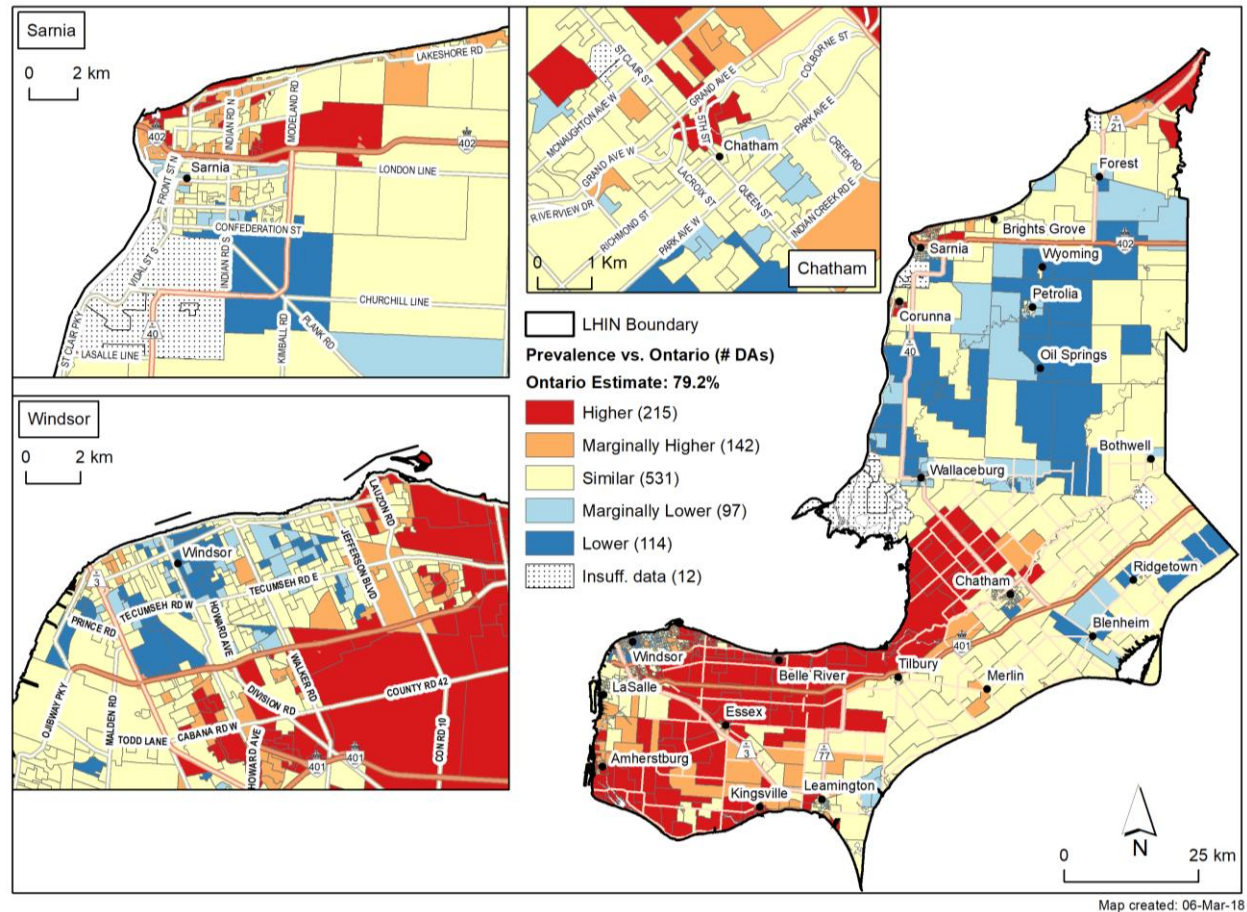 Sarnia
0 2 km
LAKESHORE RD
INDIAN RD N
MODELAND RD
402
402
FRONT ST N
Sarnia
LONDON LINE
CONFEDERATION ST
VIDAL ST S
INDIAN RD S
CHURCHILL LINE
ST CLAIR PKY
40
LASALLE LINE
KIMBALL RD
PLANK RD
ST CLAIR ST
COLBORNE ST
GRAND AVE E
MCNAUGHTON AVE W
5TH ST
PARK AVE E
Chatham
CREEK RD
GRAND AVE W
LACROIX ST
QUEEN ST
RIVERVIEW DR
RICHMOND ST
PARK AVE W
INDIAN CREEK RD E
0 1 Km
Chatham
Windsor
0 2 km
LAUZON RD
Windsor
JEFFERSON BLVD
3
TECUMSEH RD E
TECUMSEH RD W
PRINCE RD
HOWARD AVE
WALKER RD
COUNTY RD 42
DIVISION RD
OJIBWAY PKY
MALDEN RD
CABANA RD W
TODD LANE
HOWARD AVE
401
401
CON RD 10
LHIN Boundary
Prevalence vs. Ontario (# DAs)
Ontario Estimate: 79.2%
Higher (215)
Marginally Higher (142)
Similar (531)
Marginally Lower (97)
Lower (114)
Insuff. data (12)
21
Forest
Brights Grove
Sarnia
402
Wyoming
Petrolia
Corunna
40
Oil Springs
Bothwell
Wallaceburg
Chatham
Ridgetown
Blenheim
401
Windsor
Belle River
Tilbury
LaSalle
Merlin
Essex
3
77
Amherstburg
Kingsville
Leamington
N
0 25 km
Map created: 06-Mar-18